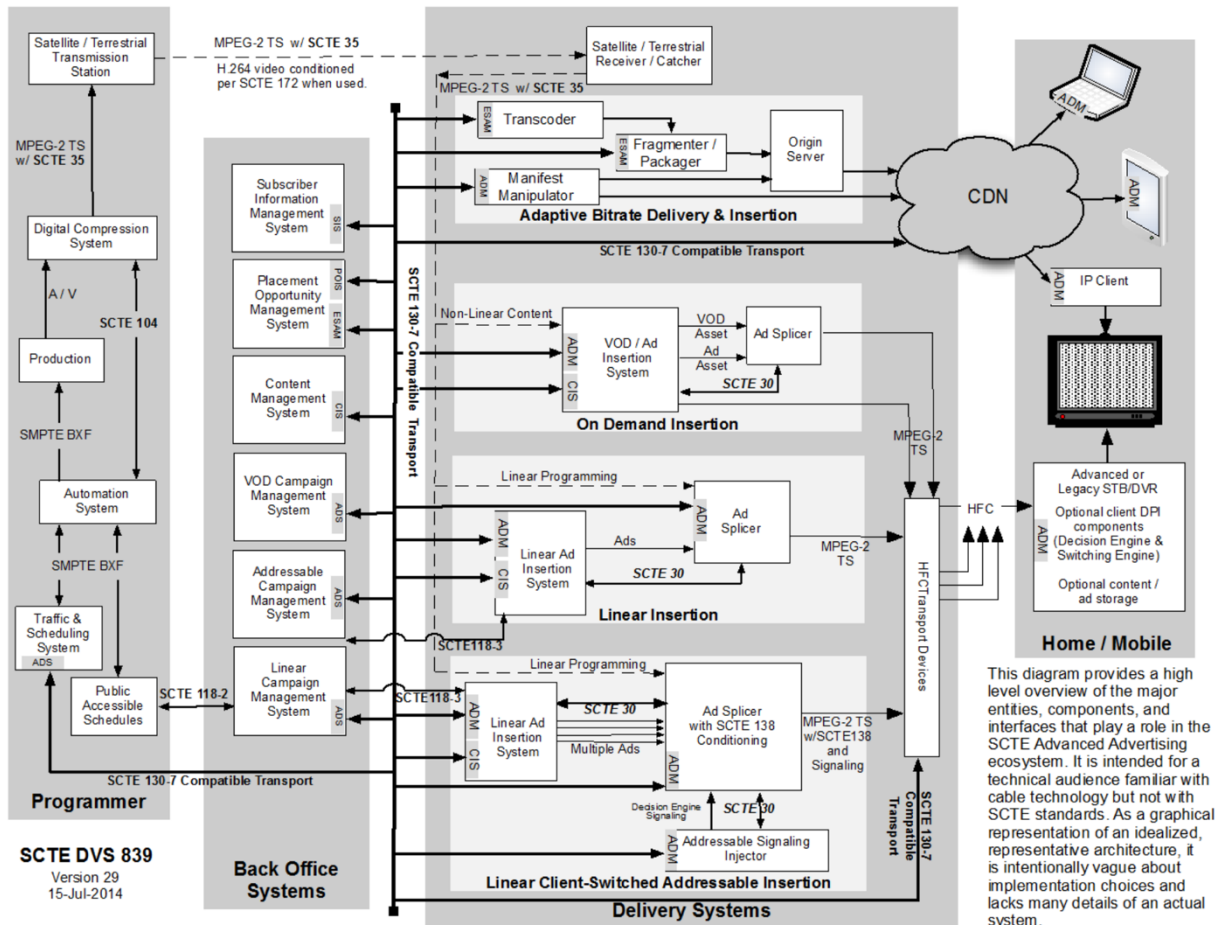 Satellite / Terrestrial
Transmission
Station
MPEG-2 TS w/ SCTE 35
H.264 video conditioned
per SCTE 172 when used.
Satellite / Terrestrial
Receiver / Catcher
MPEG-2 TS w/ SCTE 35
MPEG-2 TS
w/ SCTE 35
Digital Compression
System
A / V
SCTE 104
Production
SMPTE BXF
Automation
System
SMPTE BXF
Traffic &
Scheduling
System
ADS
Public
Accessible
Schedules
SCTE 118-2
SCTE 130-7 Compatible Transport
Programmer
SCTE DVS 839
Version 29
15-Jul-2014
Subscriber
Information
Management
System
SIS
Placement
Opportunity
Management
System
POIS
ESAM
Content
Management
System
CIS
VOD Campaign
Management
System
ADS
Addressable
Campaign
Management
System
ADS
Linear
Campaign
Management
System
ADS
Back Office
Systems
SCTE 130-7 Compatible Transport
ESAM
Transcoder
ESAM
Fragmenter /
Packager
ADM
Manifest
Manipulator
Origin
Server
Adaptive Bitrate Delivery & Insertion
SCTE 130-7 Compatible Transport
Non-Linear Content
ADM
CIS
VOD / Ad
Insertion
System
VOD
Asset
Ad
Asset
Ad Splicer
SCTE 30
On Demand Insertion
MPEG-2
TS
Linear Programming
ADM
CIS
Linear Ad
Insertion
System
Ads
SCTE 30
ADM
Ad
Splicer
MPEG-2
TS
Linear Insertion
SCTE118-3
Linear Programming
SCTE118-3
ADM
CIS
Linear Ad
Insertion
System
SCTE 30
Multiple Ads
Ad Splicer
with SCTE 138
Conditioning
ADM
MPEG-2 TS
w/SCTE138
and
Signaling
Decision Engine
Signaling
SCTE 30
ADM
Addressable Signaling
Injector
Linear Client-Switched Addressable Insertion
Delivery Systems
HFCTransport Devices
SCTE 130-7
Compatible
Transport
HFC
CDN
ADM
ADM
ADM
IP Client
Advanced or
Legacy STB/DVR
Optional client DPI
components
(Decision Engine &
Switching Engine)
Optional content /
ad storage
ADM
Home / Mobile
This diagram provides a high
level overview of the major
entities, components, and
interfaces that play a role in the
SCTE Advanced Advertising
ecosystem. It is intended for a
technical audience familiar with
cable technology but not with
SCTE standards. As a graphical
representation of an idealized,
representative architecture, it
is intentionally vague about
implementation choices and
lacks many details of an actual
system.